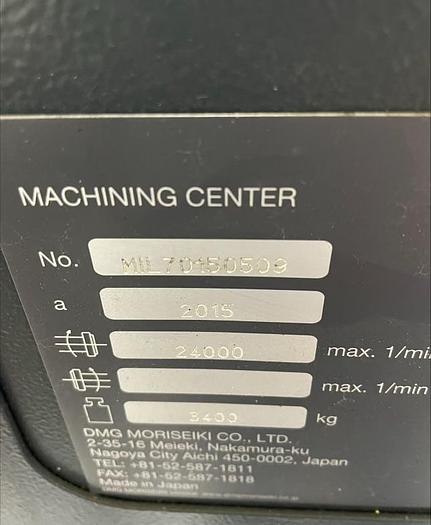 MACHINING CENTER
No. MIL70150509
a 2015
24000 max. 1/min
max. 1/min
3400 kg
DMG MORISEIKI CO., LTD.
2-35-16 Meieki, Nakamura-ku
Nagoya City Aichi 450-0002, Japan
TEL: +81-52-587-1811
FAX: +81-52-587-1818
Made in Japan